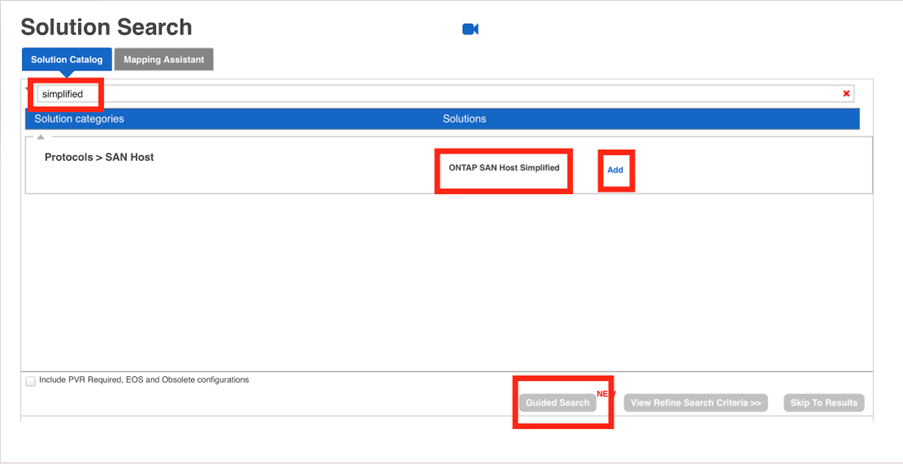 Solution Search
Solution Catalog Mapping Assistant
simplified
Solution categories Solutions
Protocols > SAN Host
ONTAP SAN Host Simplified Add
Include PVR Required, EOS and Obsolete configurations
NEW
Guided Search View Refine Search Criteria >> Skip To Results